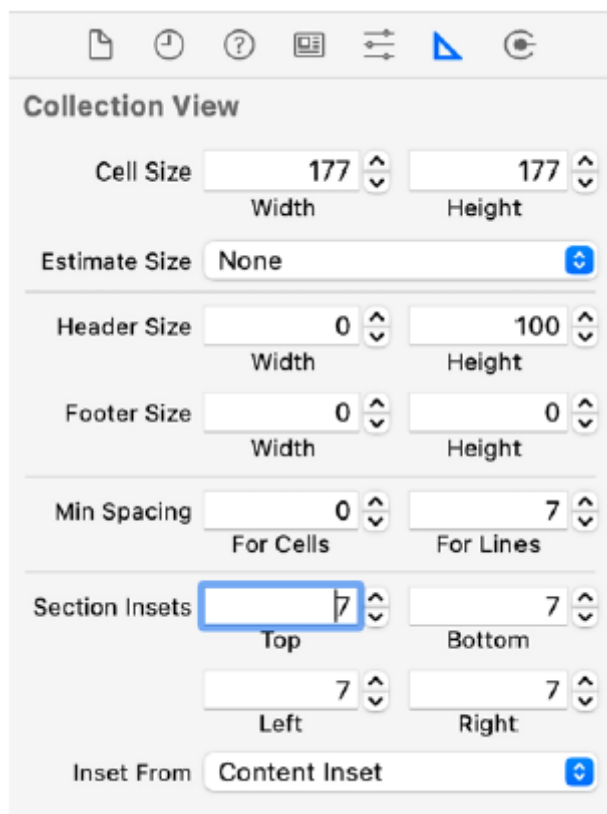 Collection View
Cell Size 177 177
Width Height
Estimate Size None
Header Size 0 100
Width Height
Footer Size 0 0
Width Height
Min Spacing 0 7
For Cells For Lines
Section Insets 7 7
Top Bottom
7 7
Left Right
Inset From Content Inset